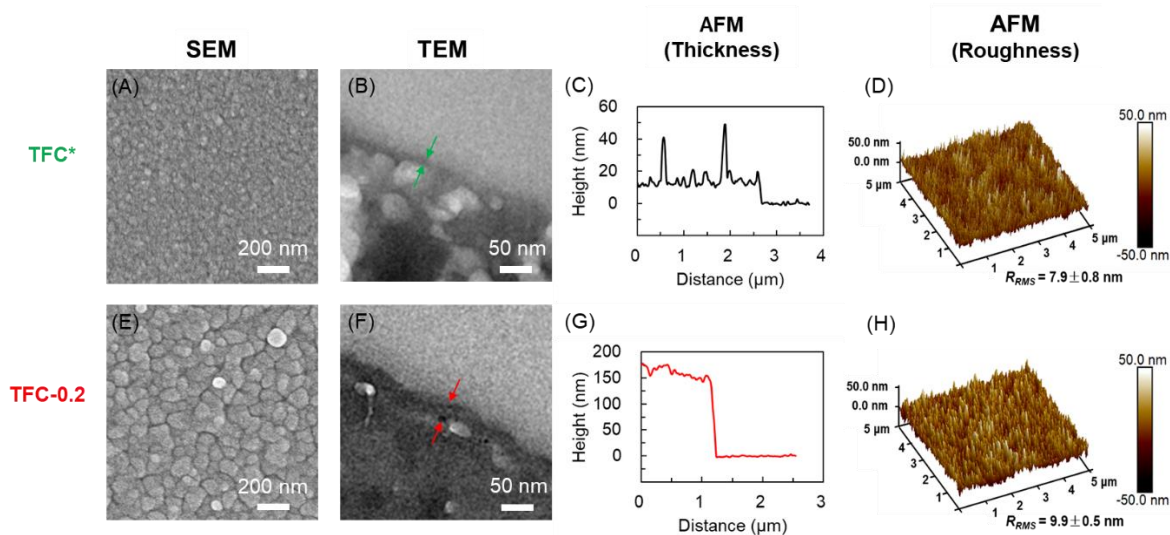 SEM
TEM
AFM
(Thickness)
AFM
(Roughness)
TFC*
(A)
200 nm
(B)
50 nm
(C)
60
40
20
0
Height (nm)
0 1 2 3 4
Distance (μm)
(D)
50.0 nm
0.0 nm
5 μm
4
3
2
1
1
2
3
4
5 μm
50.0 nm
-50.0 nm
R_RMS = 7.9±0.8 nm
TFC-0.2
(E)
200 nm
(F)
50 nm
(G)
200
150
100
50
0
Height (nm)
0 1 2 3
Distance (μm)
(H)
50.0 nm
0.0 nm
5 μm
4
3
2
1
1
2
3
4
5 μm
50.0 nm
-50.0 nm
R_RMS = 9.9±0.5 nm